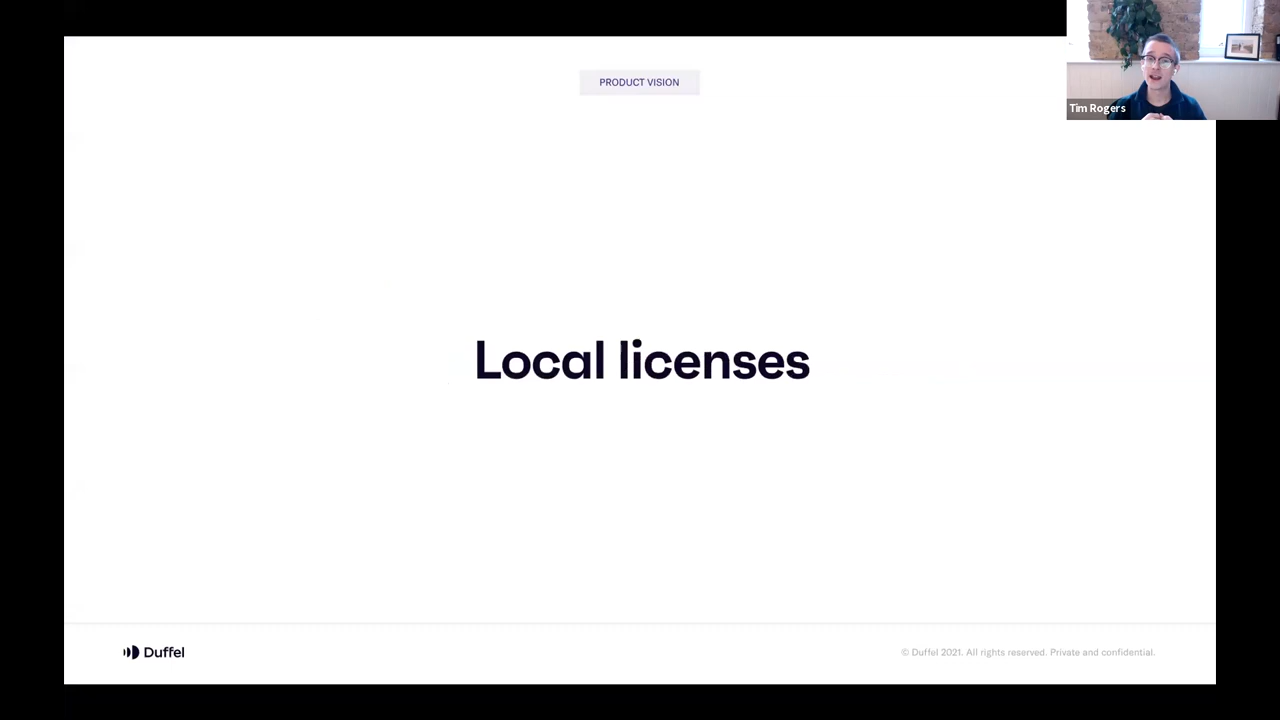 PRODUCT VISION
Tim Rogers
Local licenses
Duffel
© Duffel 2021. All rights reserved. Private and confidential.